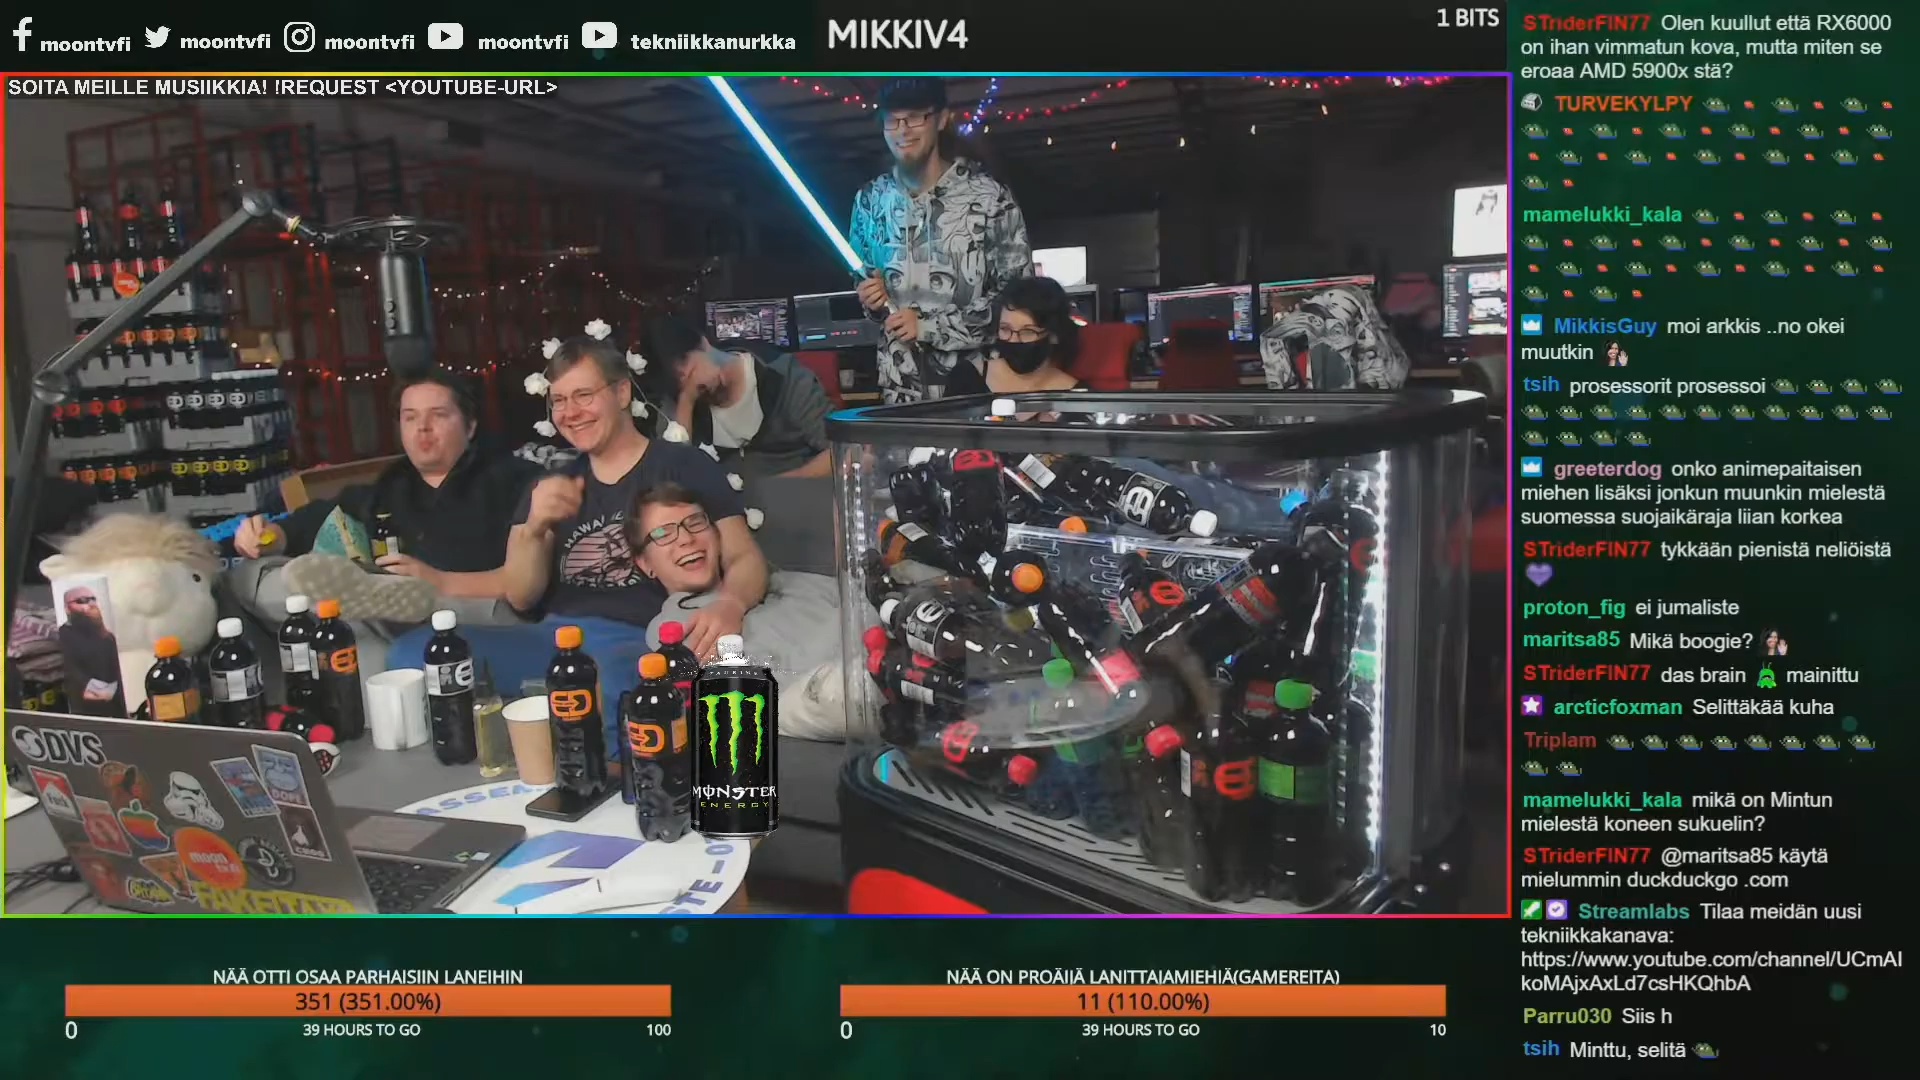 moontvfi moontvfi moontvfi moontvfi tekniikkanurkka
MIKKIV4
1 BITS
SOITA MEILLE MUSIIKKIA! !REQUEST <YOUTUBE-URL>
DVS
moon
DOPE
FAKE
ASSEM
MONSTER
ENERGY
NÄÄ OTTI OSAA PARHAISIIN LANEIHIN
351 (351.00%)
0
39 HOURS TO GO
100
NÄÄ ON PROÄIJÄ LANITTAJAMIEHIÄ(GAMEREITA)
11 (110.00%)
0
39 HOURS TO GO
10
STriderFIN77 Olen kuullut että RX6000
on ihan vimmatun kova, mutta miten se
eroaa AMD 5900x stä?
TURVEKYLPY
mamelukki_kala
MikkisGuy moi arkkis ..no okei
muutkin
tsih prosessorit prosessoi
greeterdog onko animepaitaisen
miehen lisäksi jonkun muunkin mielestä
suomessa suojaikäraja liian korkea
STriderFIN77 tykkään pienistä neliöistä
proton_fig ei jumaliste
maritsa85 Mikä boogie?
STriderFIN77 das brain mainittu
arcticfoxman Selittäkää kuha
Triplam
mamelukki_kala mikä on Mintun
mielestä koneen sukuelin?
STriderFIN77 @maritsa85 käytä
mielummin duckduckgo .com
Streamlabs Tilaa meidän uusi
tekniikkakanava:
https://www.youtube.com/channel/UCmAI
koMAjxAxLd7csHKQhbA
Parru030 Siis h
tsih Minttu, selitä